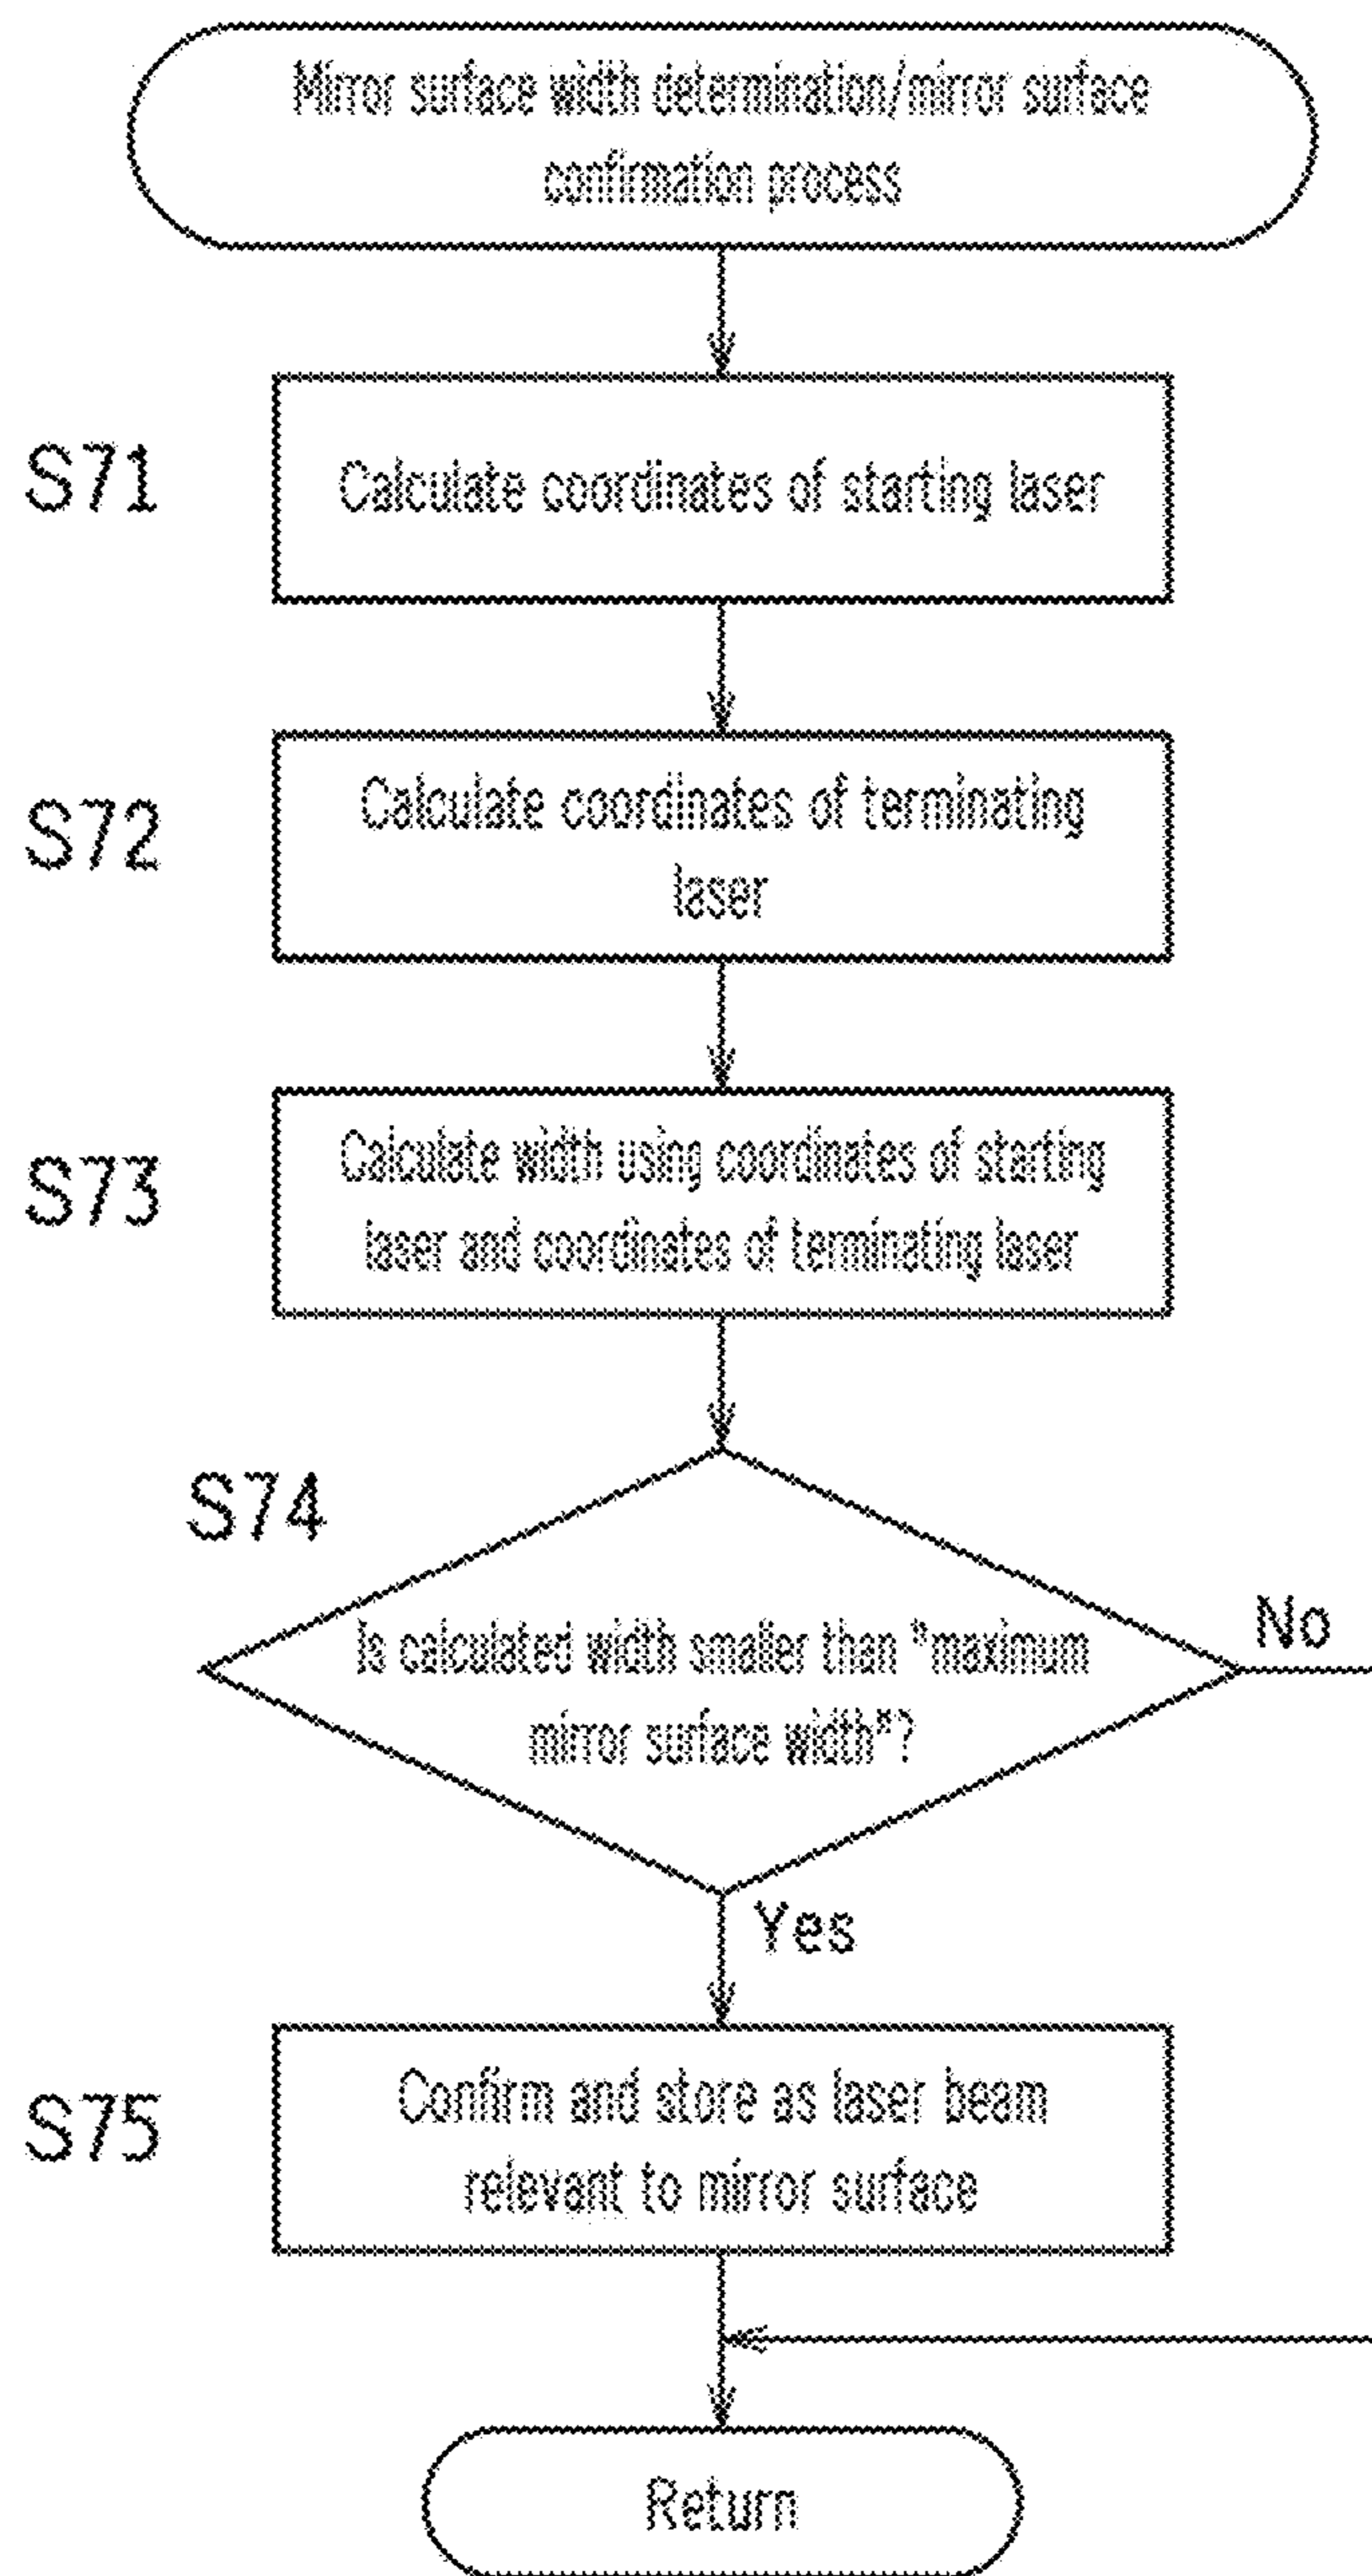 Mirror surface width determination/mirror surface
confirmation process
S71
Calculate coordinates of starting laser
S72
Calculate coordinates of terminating
laser
S73
Calculate width using coordinates of starting
laser and coordinates of terminating laser
S74
Is calculated width smaller than "maximum
mirror surface width"?
No
Yes
S75
Confirm and store as laser beam
relevant to mirror surface
Return